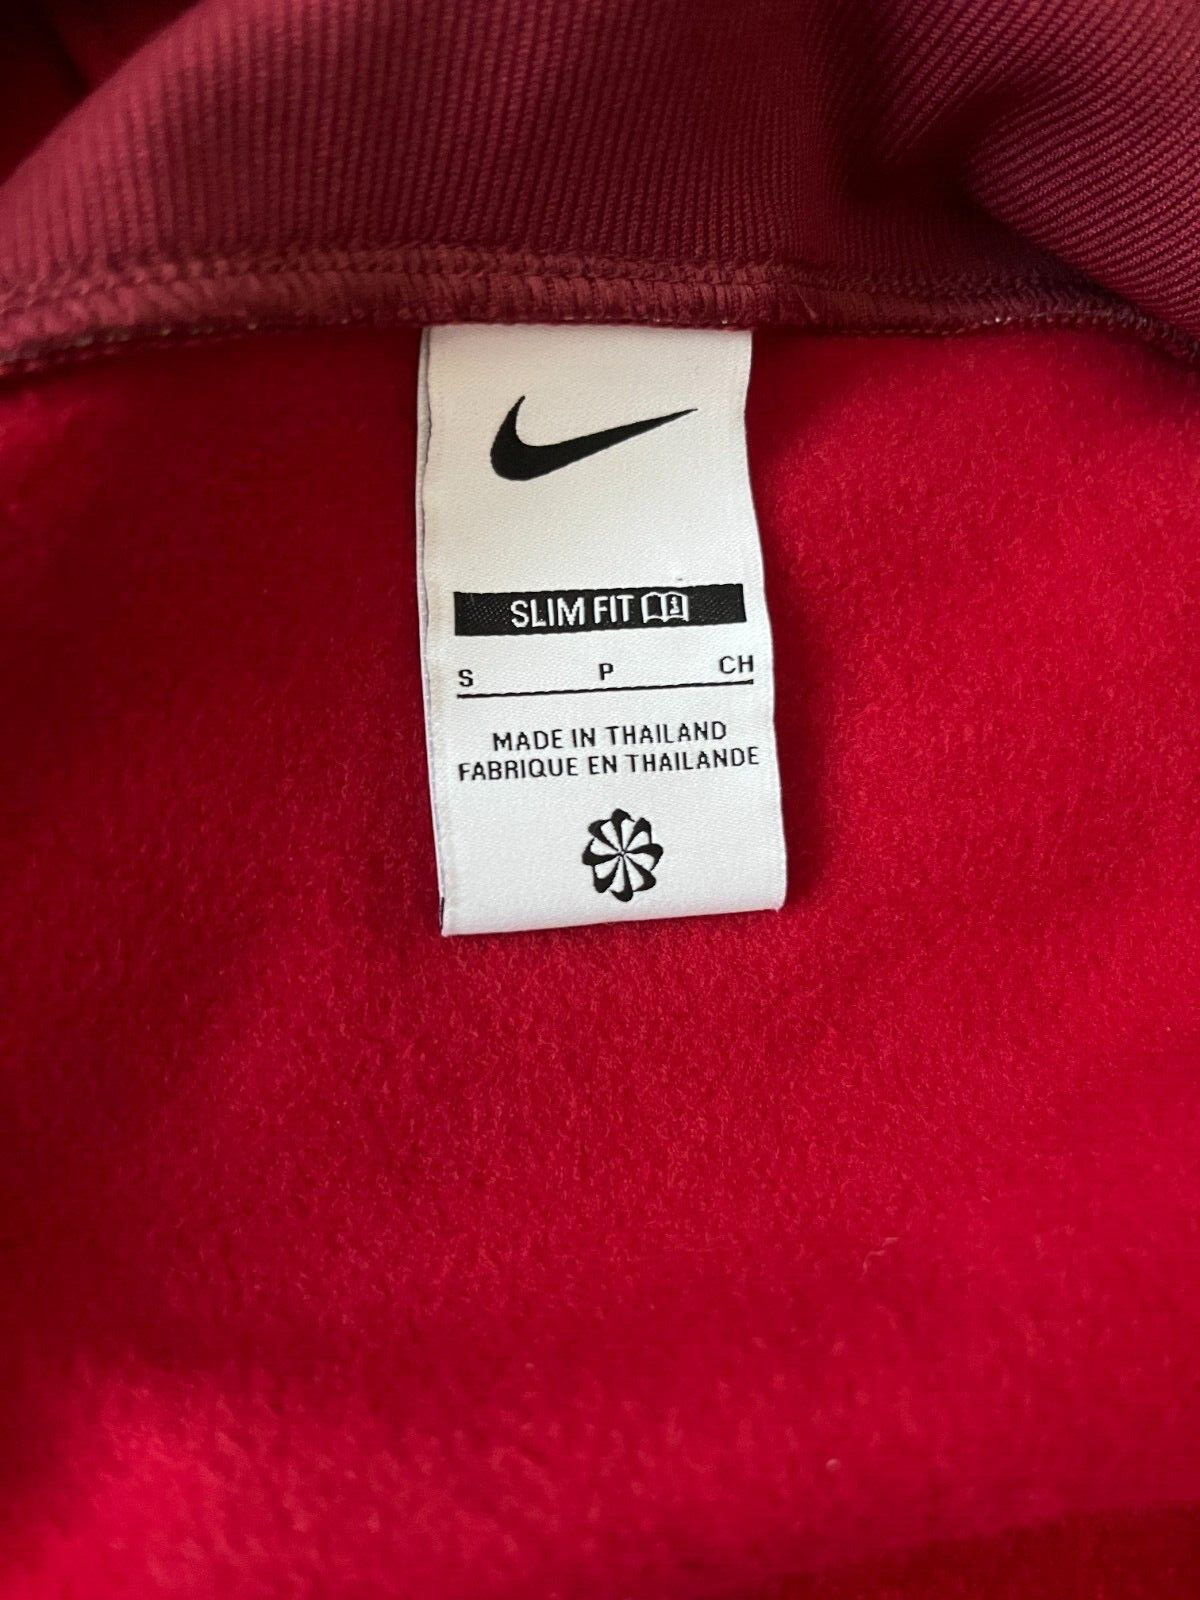 SLIM FIT
S P CH
MADE IN THAILAND
FABRIQUE EN THAILANDE